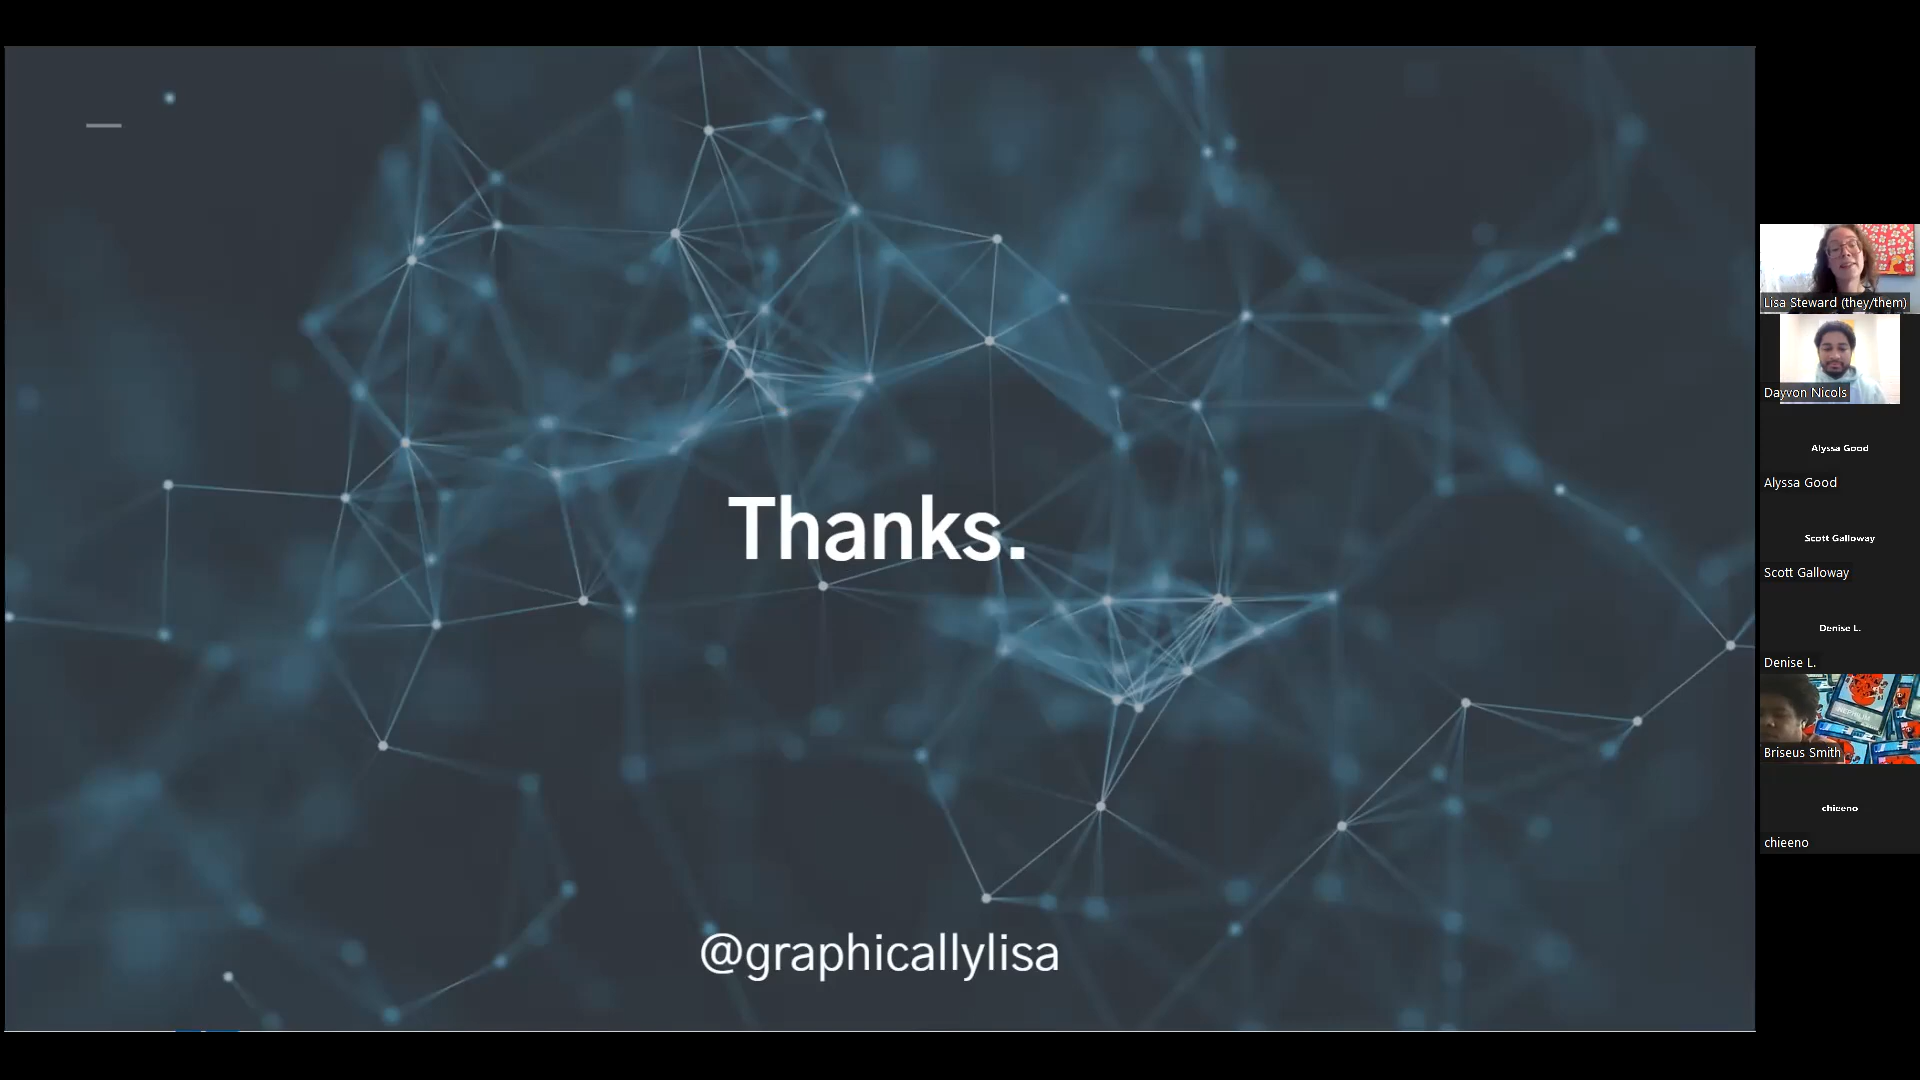 Thanks.
@graphicallylisa
Lisa Steward (they/them)
Dayvon Nicols
Alyssa Good
Alyssa Good
Scott Galloway
Scott Galloway
Denise L.
Denise L.
Briseus Smith
chieeno
chieeno